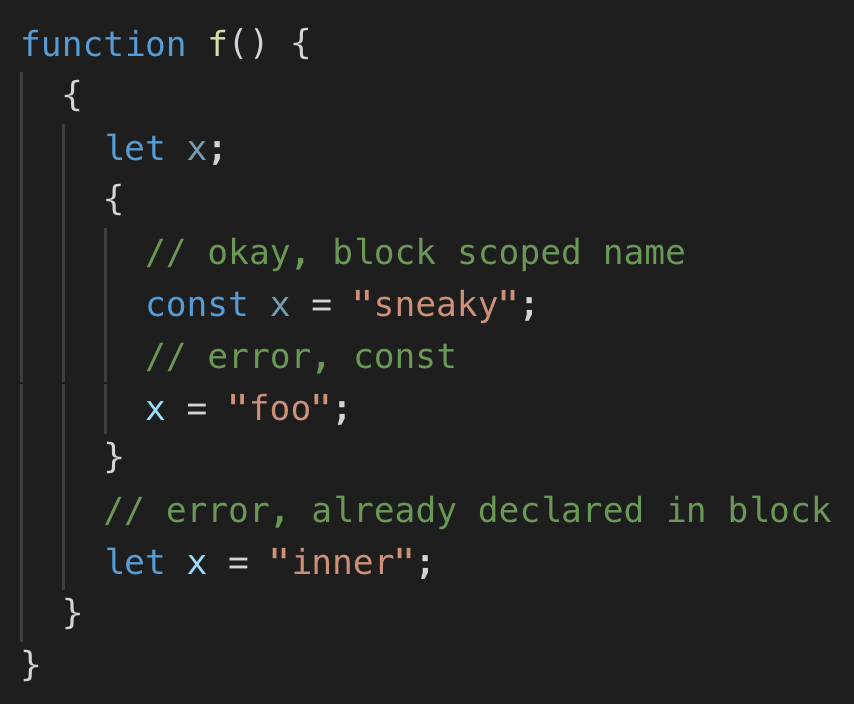 function f() {
  {
    let x;
    {
      // okay, block scoped name
      const x = "sneaky";
      // error, const
      x = "foo";
    }
    // error, already declared in block
    let x = "inner";
  }
}